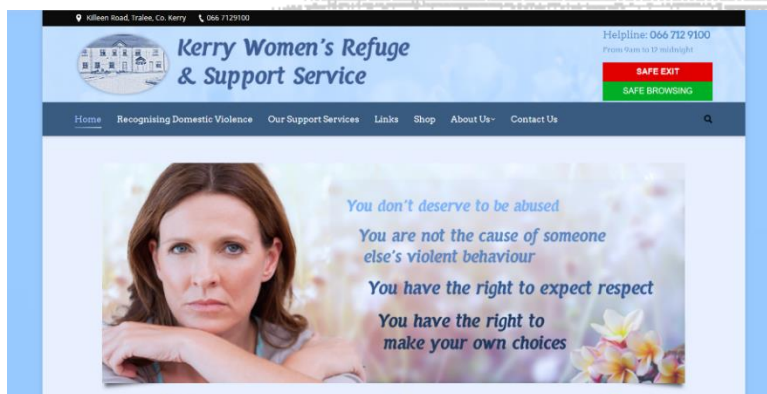 Killeen Road, Tralee, Co. Kerry 066 7129100
Kerry Women's Refuge
& Support Service
Helpline: 066 712 9100
From 9am to 12 midnight
SAFE EXIT
SAFE BROWSING
Home Recognising Domestic Violence Our Support Services Links Shop About Us Contact Us
You don't deserve to be abused
You are not the cause of someone
else's violent behaviour
You have the right to expect respect
You have the right to
make your own choices